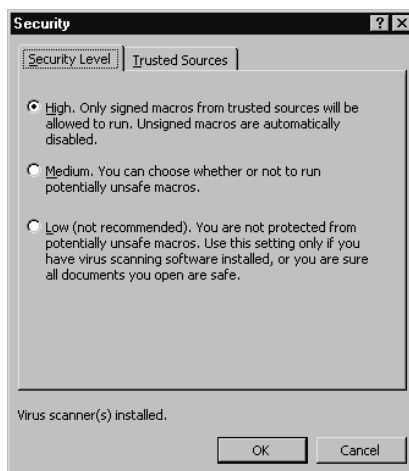 Security
Security Level Trusted Sources
High. Only signed macros from trusted sources will be
allowed to run. Unsigned macros are automatically
disabled.
Medium. You can choose whether or not to run
potentially unsafe macros.
Low (not recommended). You are not protected from
potentially unsafe macros. Use this setting only if you
have virus scanning software installed, or you are sure
all documents you open are safe.
Virus scanner(s) installed.
OK Cancel